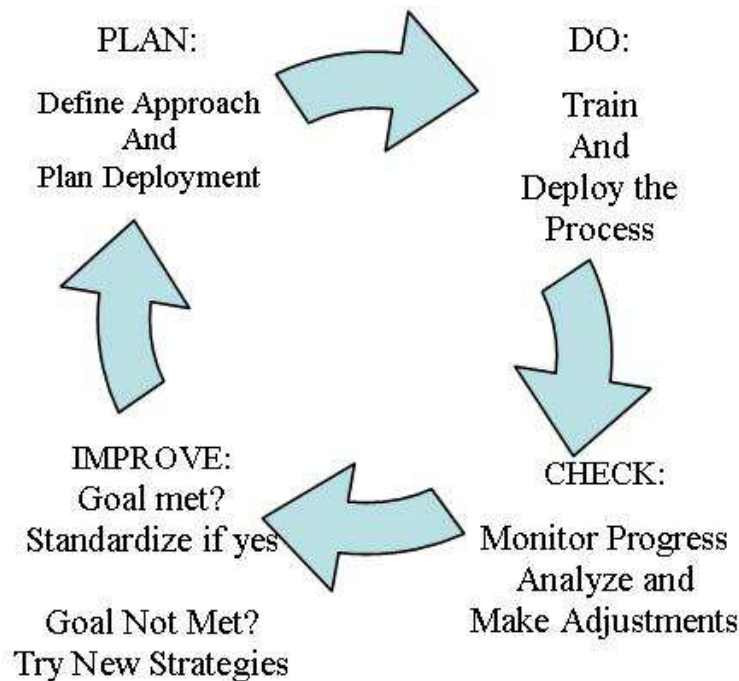 PLAN:
Define Approach
And
Plan Deployment
DO:
Train
And
Deploy the
Process
CHECK:
Monitor Progress
Analyze and
Make Adjustments
IMPROVE:
Goal met?
Standardize if yes
Goal Not Met?
Try New Strategies